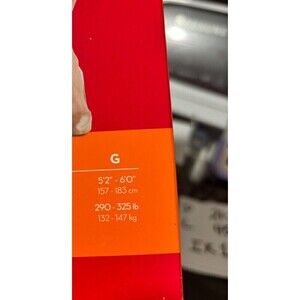 G
5'2" - 6'0"
157 - 183 cm
290 - 325 lb
132 - 147 kg